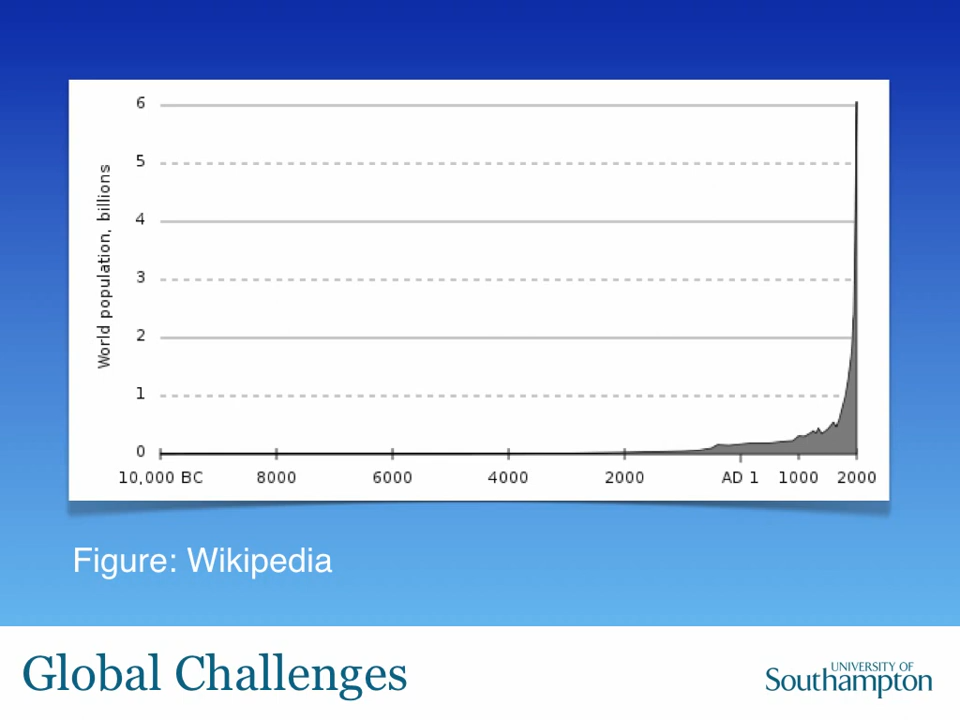 6
5
4
3
2
1
0
World population, billions
10,000 BC 8000 6000 4000 2000 AD 1 1000 2000
Figure: Wikipedia
Global Challenges
UNIVERSITY OF
Southampton